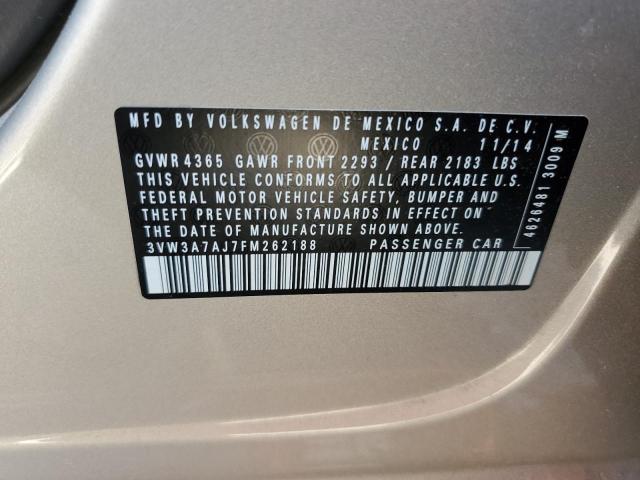 MFD BY VOLKSWAGEN DE MEXICO S.A. DE C.V.
MEXICO 11/14
GVWR 4365 GAWR FRONT 2293 / REAR 2183 LBS
THIS VEHICLE CONFORMS TO ALL APPLICABLE U.S.
FEDERAL MOTOR VEHICLE SAFETY, BUMPER AND
THEFT PREVENTION STANDARDS IN EFFECT ON
THE DATE OF MANUFACTURE SHOWN ABOVE.
3VW3A7AJ7FM262188 PASSENGER CAR
4626481 3009 M